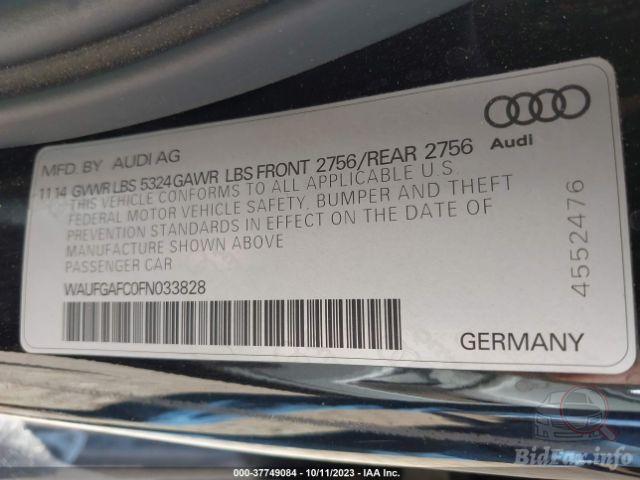 MFD. BY AUDI AG
11 14 GVWR LBS 5324 GAWR LBS FRONT 2756/REAR 2756
THIS VEHICLE CONFORMS TO ALL APPLICABLE U.S.
FEDERAL MOTOR VEHICLE SAFETY, BUMPER AND THEFT
PREVENTION STANDARDS IN EFFECT ON THE DATE OF
MANUFACTURE SHOWN ABOVE
PASSENGER CAR
WAUFGAFC0FN033828
Audi
4552476
GERMANY
BidFax.info
000-37749084 - 10/11/2023 - IAA Inc.